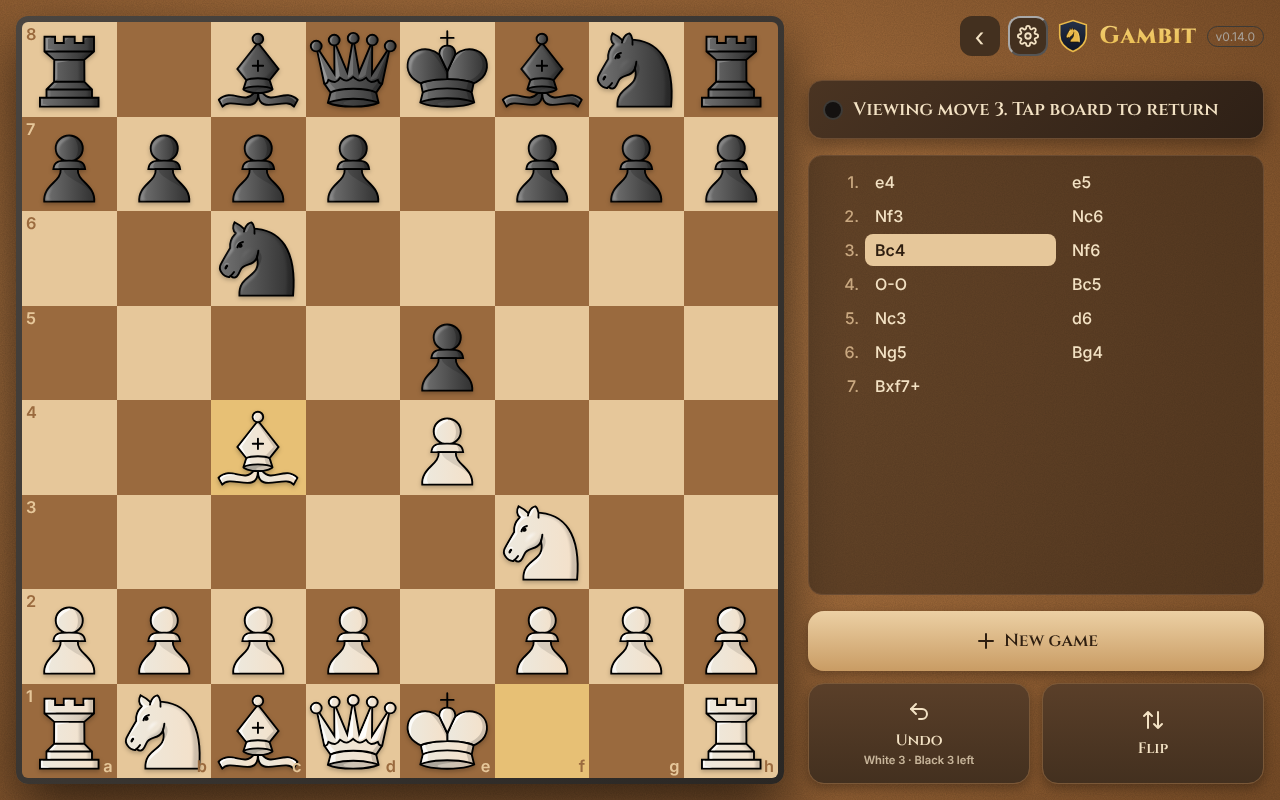 8
7
6
5
4
3
2
1
a b c d e f g h
GAMBIT v0.14.0
VIEWING MOVE 3. TAP BOARD TO RETURN
1. e4 e5
2. Nf3 Nc6
3. Bc4 Nf6
4. O-O Bc5
5. Nc3 d6
6. Ng5 Bg4
7. Bxf7+
NEW GAME
UNDO
White 3 · Black 3 left
FLIP